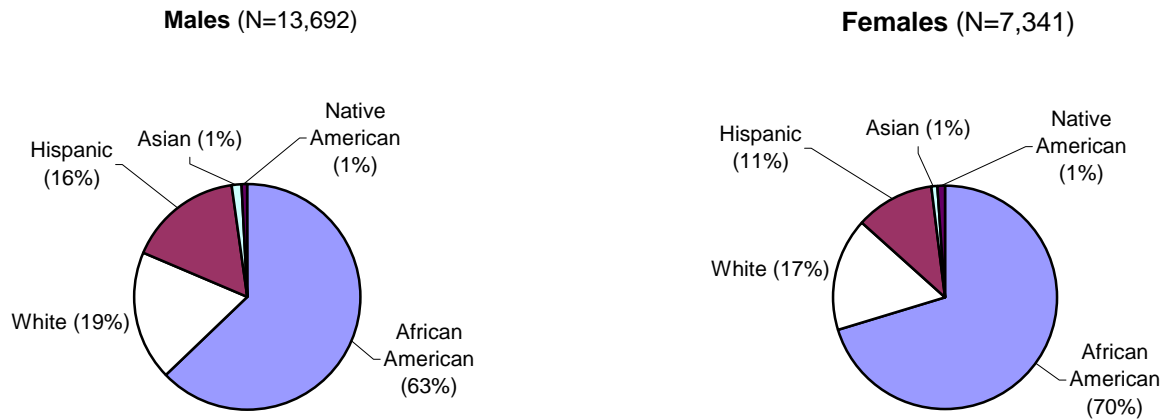 Males (N=13,692)
Native
American
(1%)
Asian (1%)
Hispanic
(16%)
White (19%)
African
American
(63%)
Females (N=7,341)
Native
American
(1%)
Asian (1%)
Hispanic
(11%)
White (17%)
African
American
(70%)